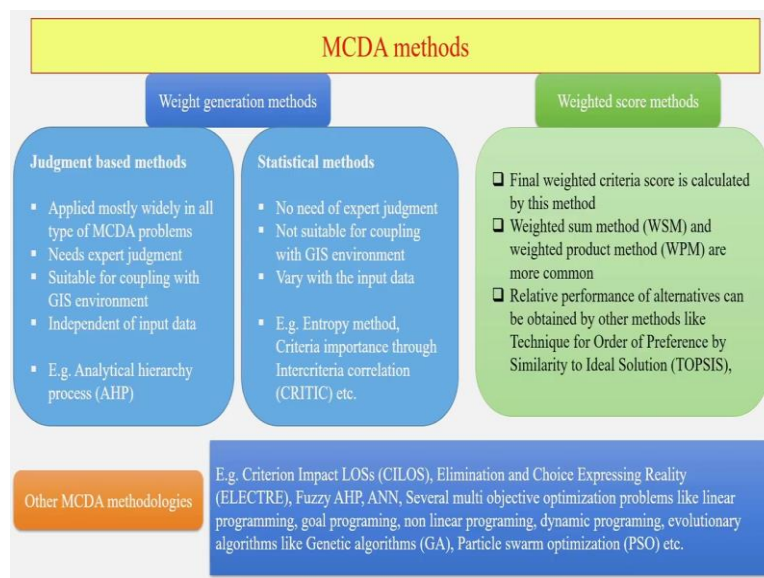 MCDA methods
Weight generation methods
Weighted score methods
Judgment based methods
▪ Applied mostly widely in all
type of MCDA problems
▪ Needs expert judgment
▪ Suitable for coupling with
GIS environment
▪ Independent of input data
▪ E.g. Analytical hierarchy
process (AHP)
Statistical methods
▪ No need of expert judgment
▪ Not suitable for coupling
with GIS environment
▪ Vary with the input data
▪ E.g. Entropy method,
Criteria importance through
Intercriteria correlation
(CRITIC) etc.
❑ Final weighted criteria score is calculated
by this method
❑ Weighted sum method (WSM) and
weighted product method (WPM) are
more common
❑ Relative performance of alternatives can
be obtained by other methods like
Technique for Order of Preference by
Similarity to Ideal Solution (TOPSIS),
Other MCDA methodologies
E.g. Criterion Impact LOSs (CILOS), Elimination and Choice Expressing Reality
(ELECTRE), Fuzzy AHP, ANN, Several multi objective optimization problems like linear
programming, goal programing, non linear programing, dynamic programing, evolutionary
algorithms like Genetic algorithms (GA), Particle swarm optimization (PSO) etc.